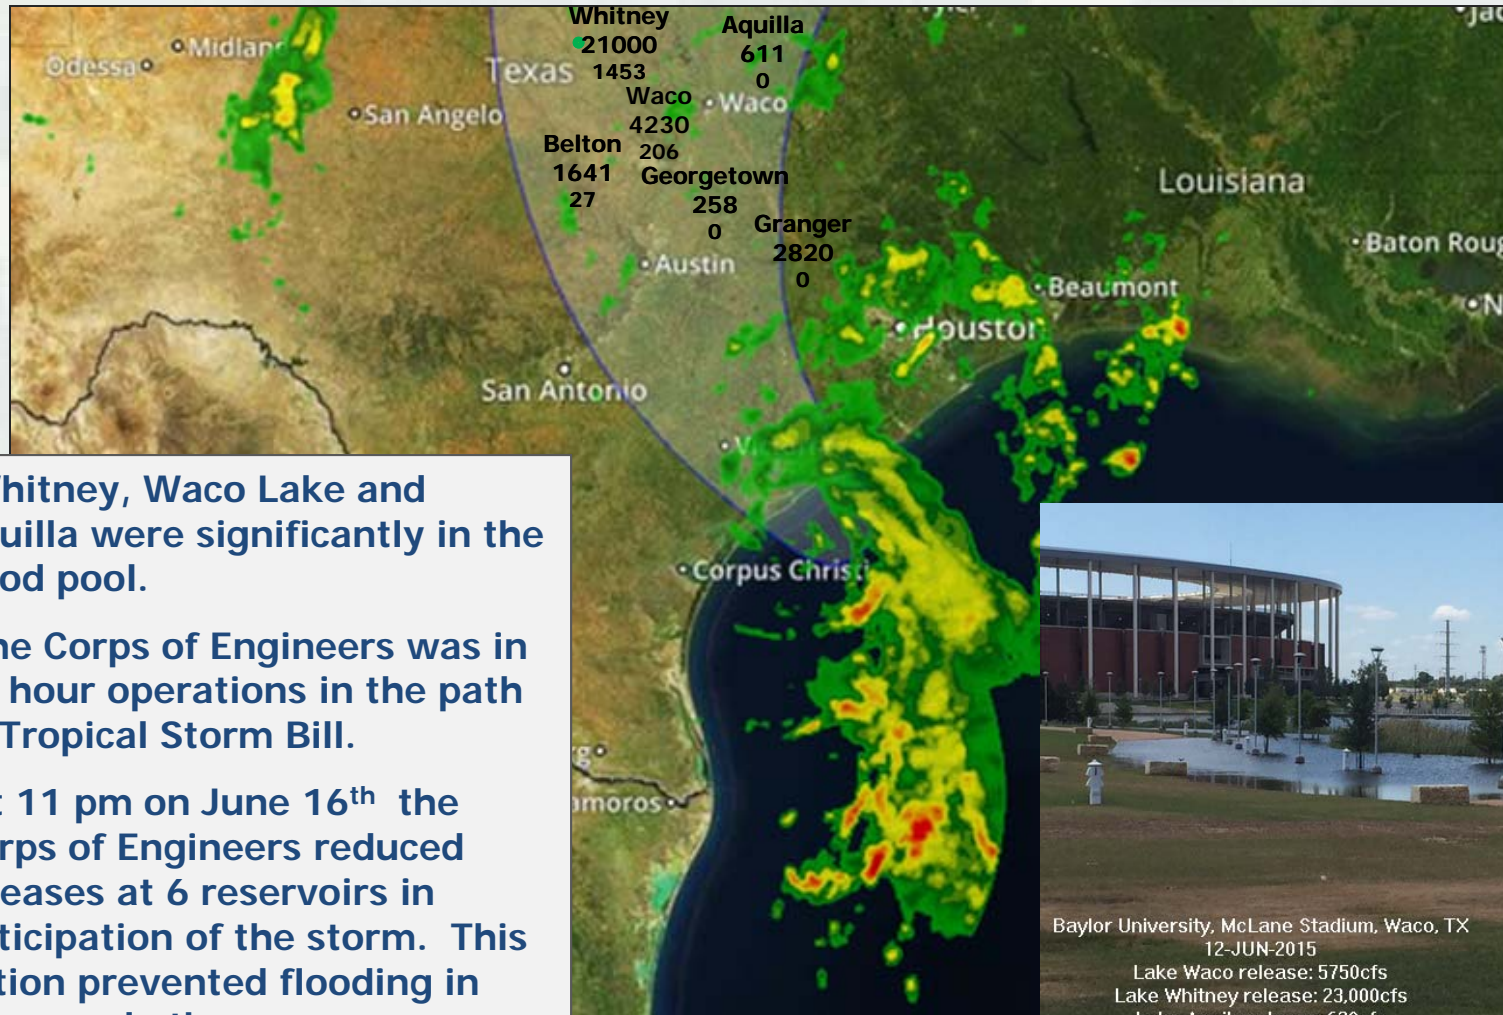 Whitney
21000
1453
Aquilla
611
0
Odessa
Midland
Texas
Waco
4230
206
Waco
San Angelo
Belton
1641
27
Georgetown
258
0
Granger
2820
0
Louisiana
Baton Roug
Austin
Beaumont
Houston
San Antonio
Corpus Christi
amoros
hitney, Waco Lake and
uilla were significantly in the
od pool.
he Corps of Engineers was in
hour operations in the path
Tropical Storm Bill.
t 11 pm on June 16th the
rps of Engineers reduced
eases at 6 reservoirs in
ticipation of the storm. This
tion prevented flooding in
Baylor University, McLane Stadium, Waco, TX
12-JUN-2015
Lake Waco release: 5750cfs
Lake Whitney release: 23,000cfs